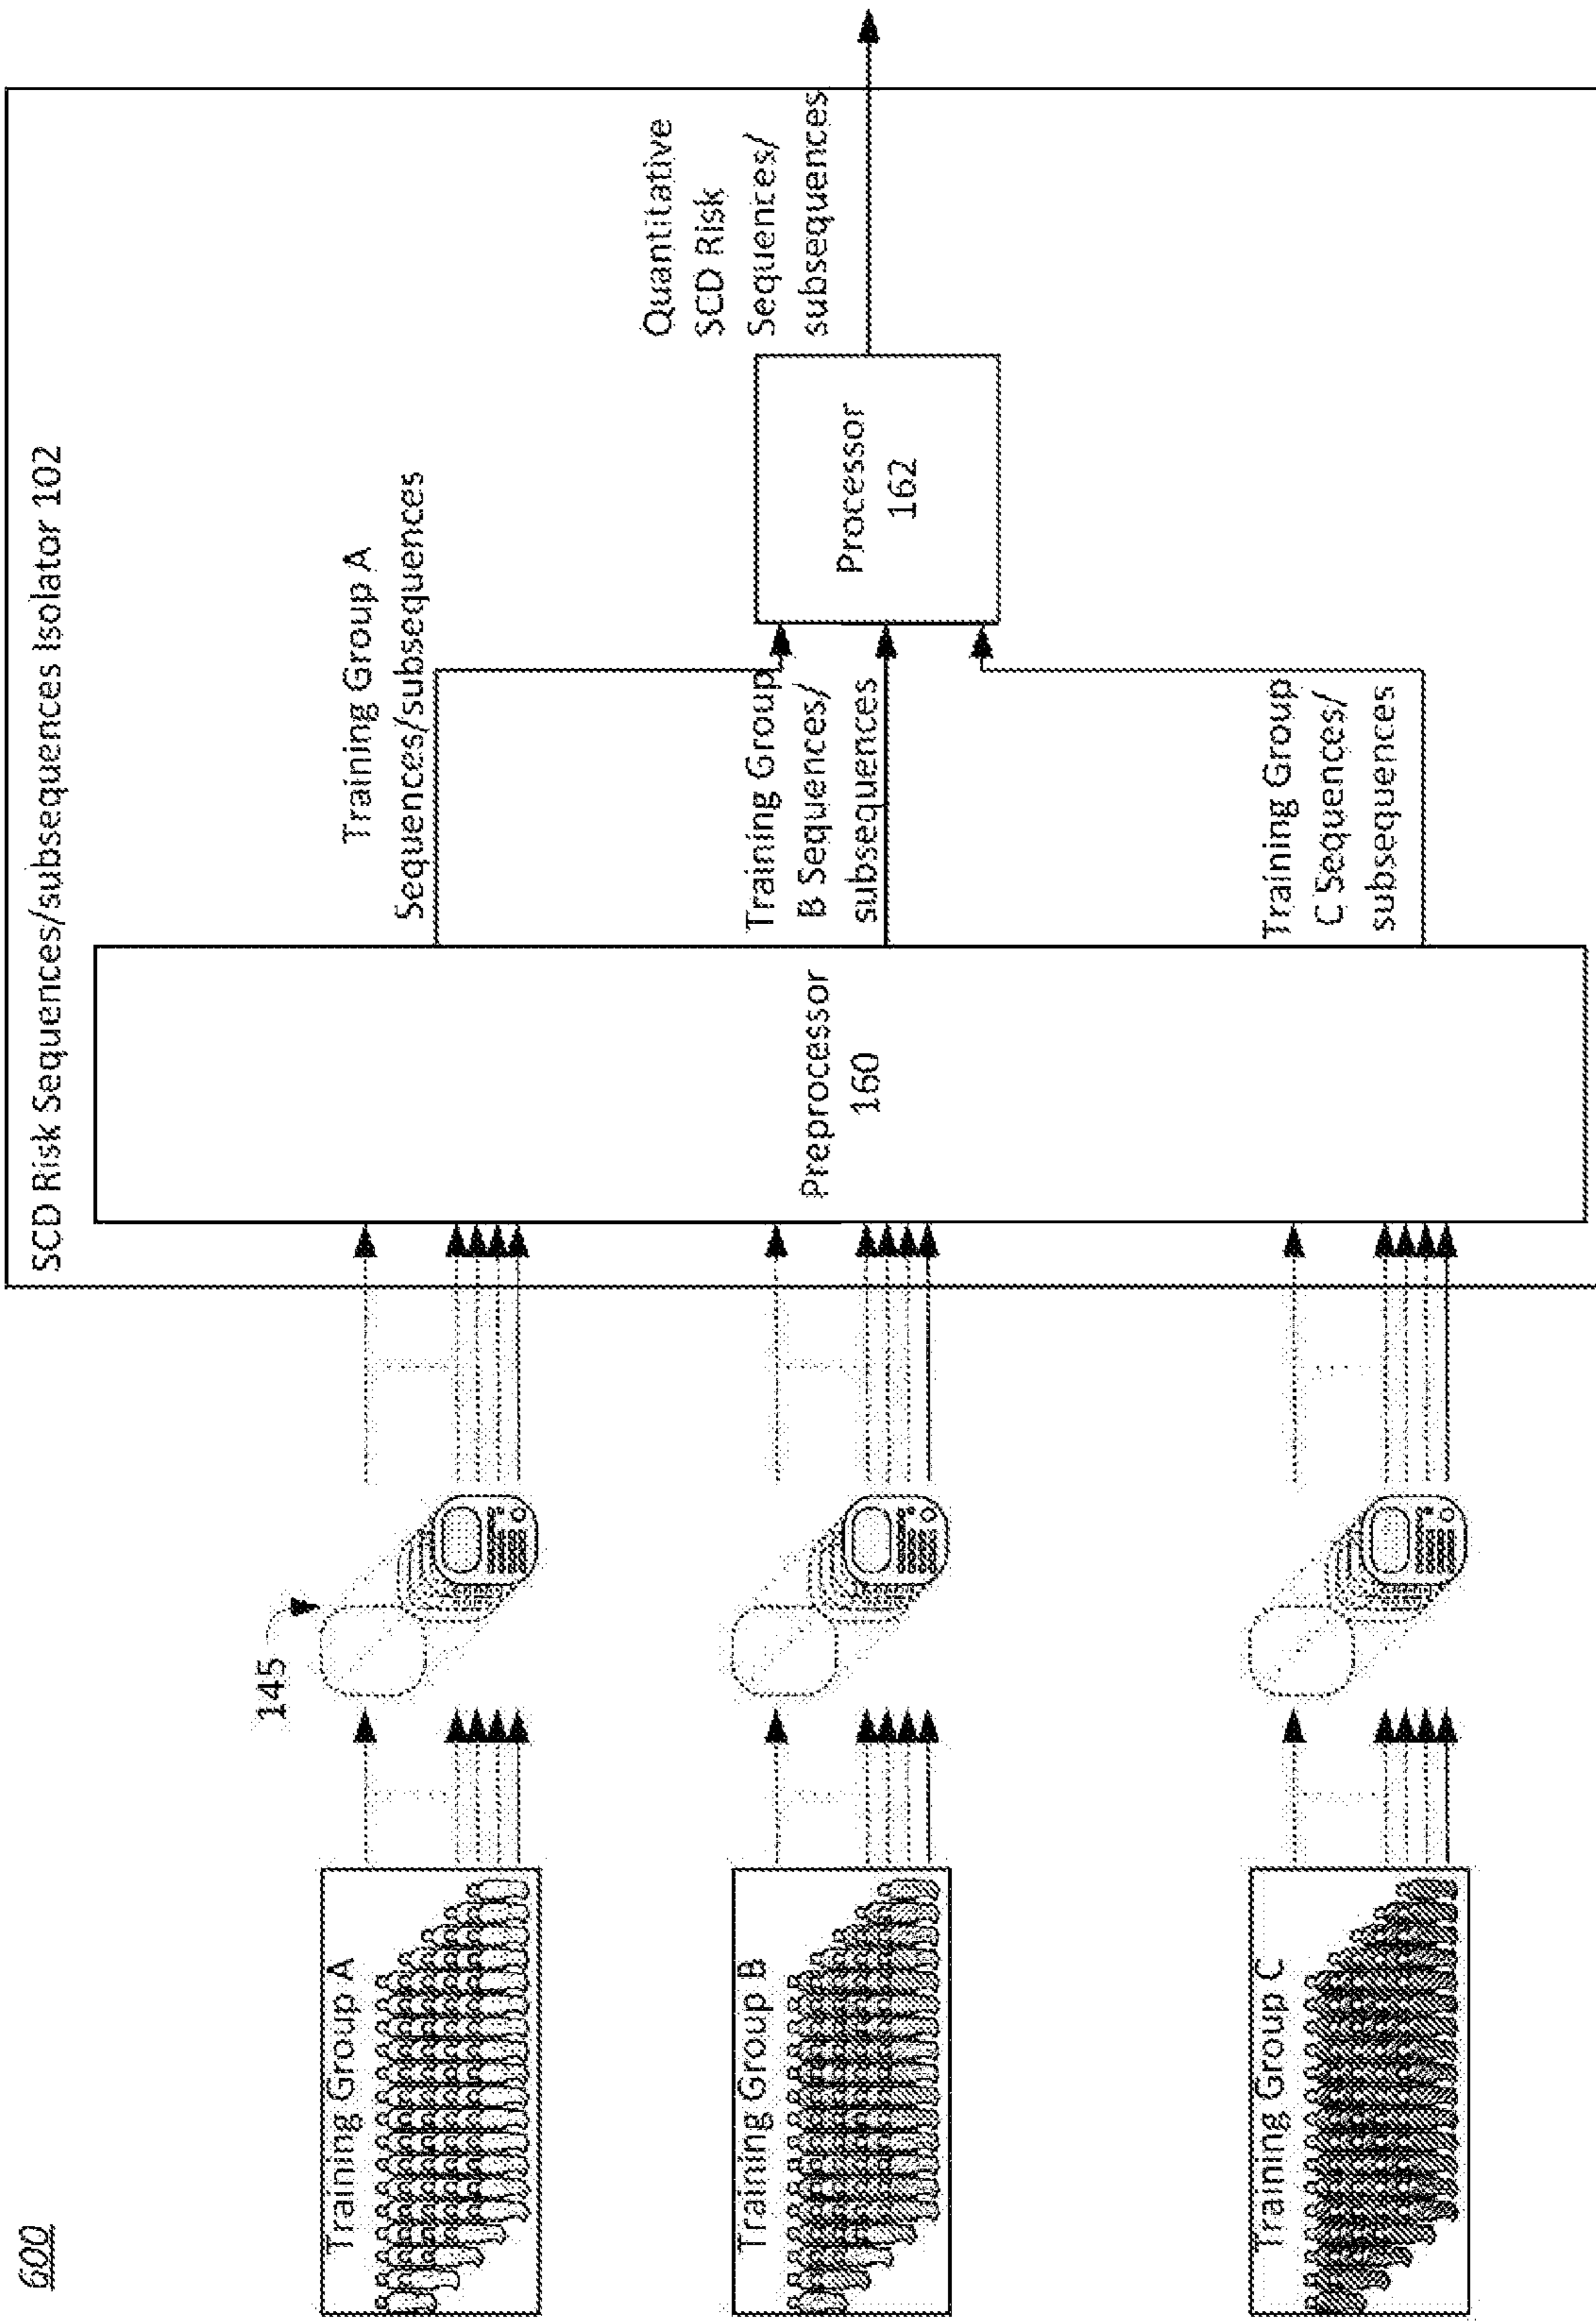 600
SCD Risk Sequences/subsequences Isolator 102
Training Group A
145
Training Group A
Sequences/subsequences
Quantitative
SCD Risk
Sequences/
subsequences
Training Group B
Preprocessor
160
Training Group
B Sequences/
subsequences
Processor
162
Training Group C
Training Group
C Sequences/
subsequences